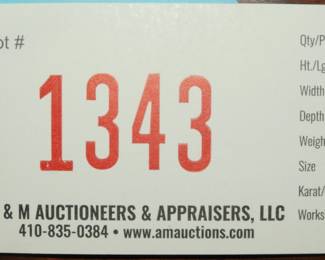 ot #
1343
& M AUCTIONEERS & APPRAISERS, LLC
410-835-0384 • www.amauctions.com
Qty/P
Ht./Lg
Width
Depth
Weigh
Size
Karat/
Works